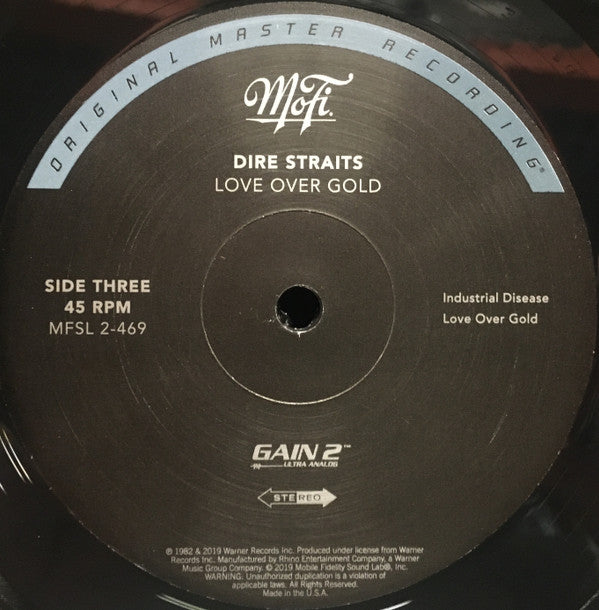 ORIGINAL MASTER RECORDING®
MoFi.
DIRE STRAITS
LOVE OVER GOLD
SIDE THREE
45 RPM
MFSL 2-469
Industrial Disease
Love Over Gold
GAIN 2™
ULTRA ANALOG
STEREO
℗ 1982 & 2019 Warner Records Inc. Produced under license from Warner
Records Inc. Manufactured by Rhino Entertainment Company, a Warner
Music Group Company. © 2019 Mobile Fidelity Sound Lab®, Inc.
WARNING: Unauthorized duplication is a violation of
applicable laws. All Rights Reserved.
Made in the U.S.A.